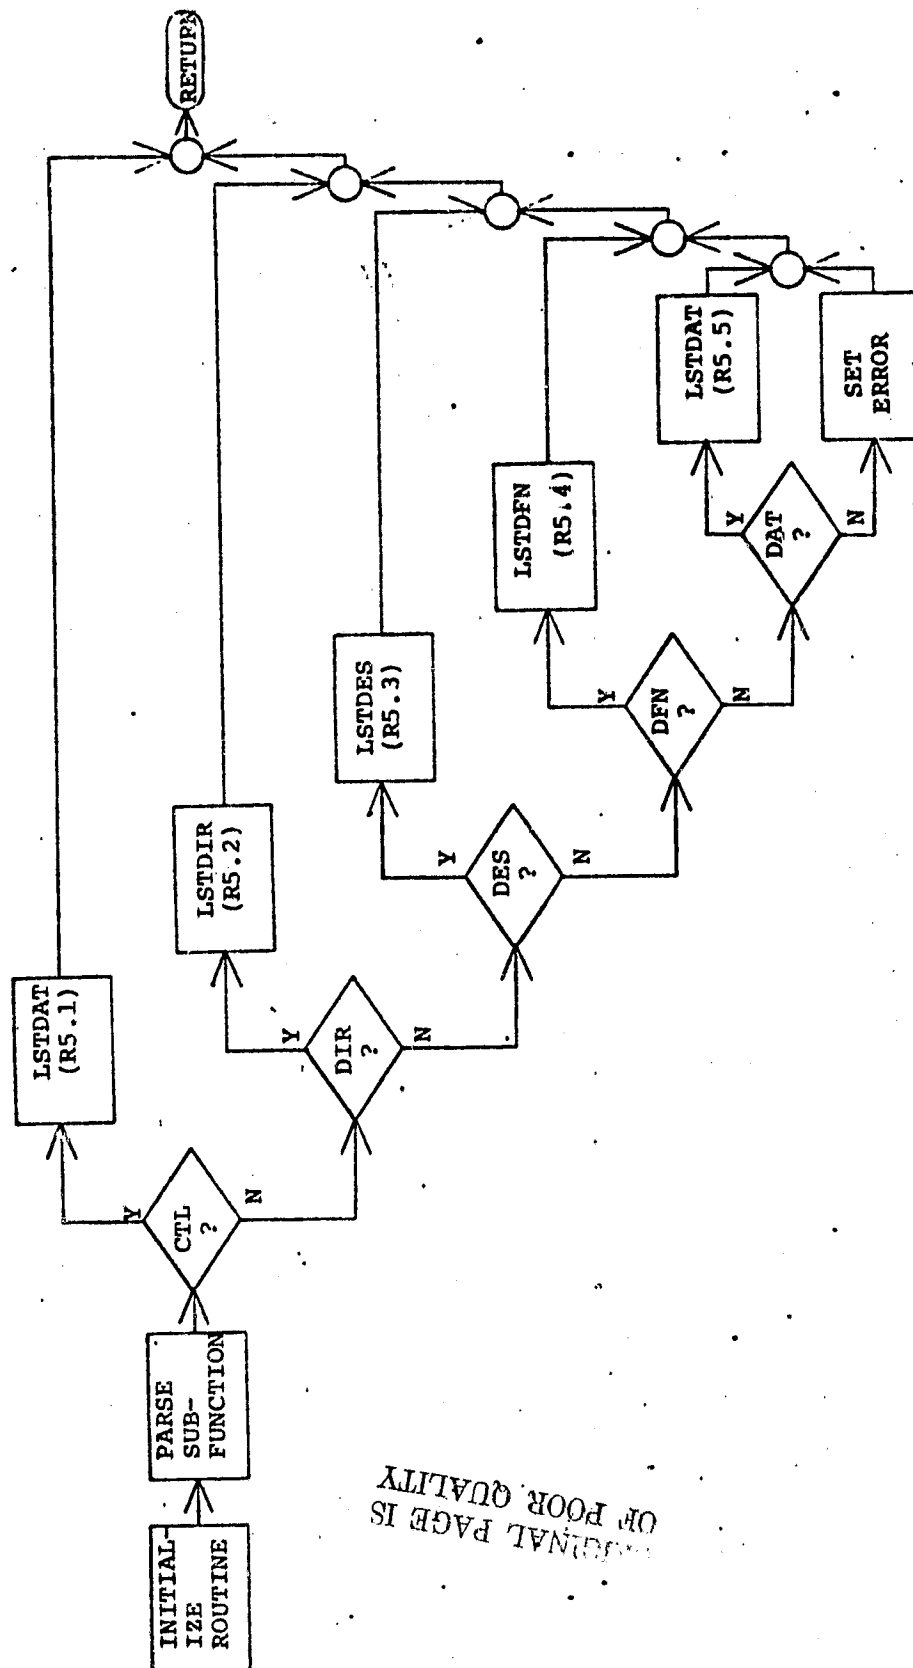 INITIAL-
IZE
ROUTINE
PARSE
SUB-
FUNCTION
CTL
?
Y
N
LSTDAT
(R5.1)
DIR
?
Y
N
LSTDIR
(R5.2)
DES
?
Y
N
LSTDES
(R5.3)
DFN
?
Y
N
LSTDFN
(R5.4)
DAT
?
Y
N
LSTDAT
(R5.5)
SET
ERROR
RETURN
PAGE IS
OF POOR QUALITY